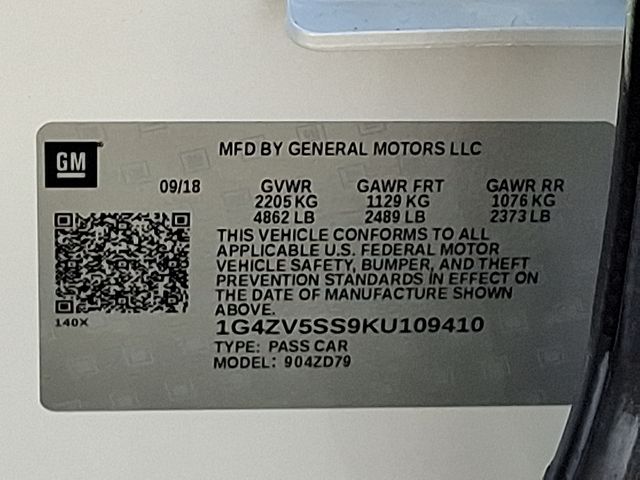 GM
MFD BY GENERAL MOTORS LLC
09/18 GVWR GAWR FRT GAWR RR
2205 KG 1129 KG 1076 KG
4862 LB 2489 LB 2373 LB
THIS VEHICLE CONFORMS TO ALL
APPLICABLE U.S. FEDERAL MOTOR
VEHICLE SAFETY, BUMPER, AND THEFT
PREVENTION STANDARDS IN EFFECT ON
THE DATE OF MANUFACTURE SHOWN
ABOVE.
140X
1G4ZV5SS9KU109410
TYPE: PASS CAR
MODEL: 904ZD79